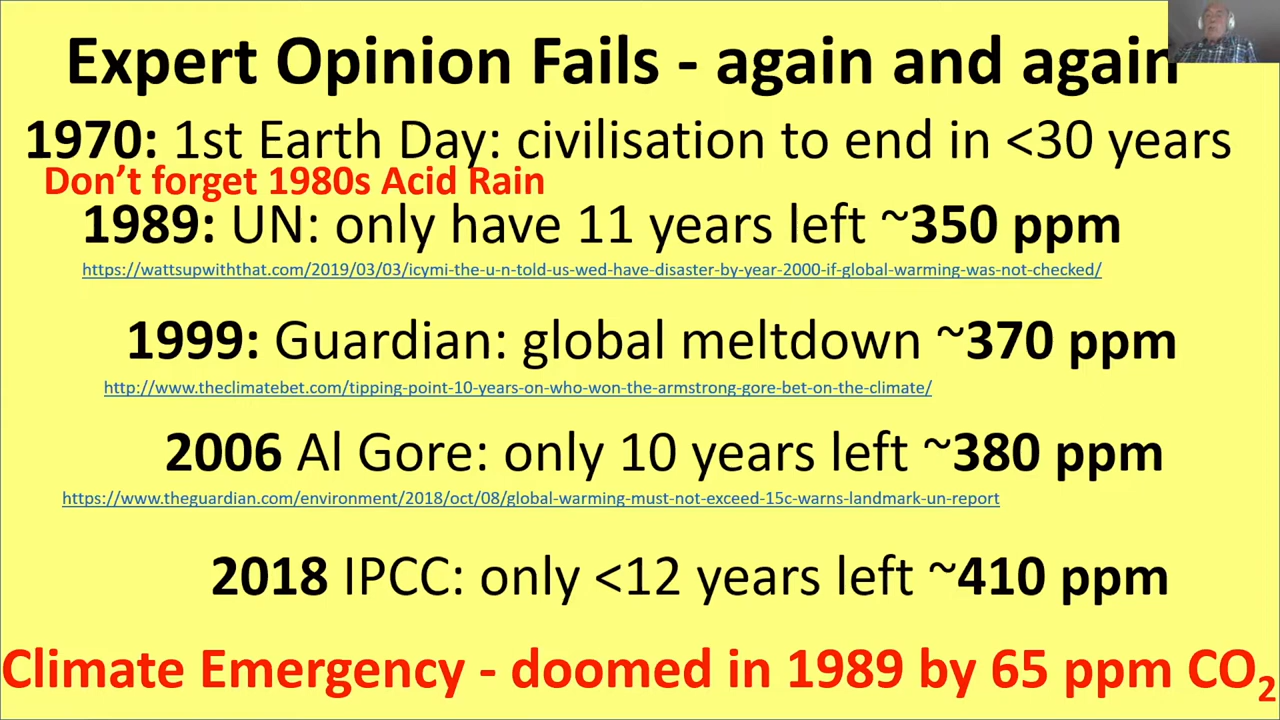 Expert Opinion Fails - again and again
1970: 1st Earth Day: civilisation to end in <30 years
Don't forget 1980s Acid Rain
1989: UN: only have 11 years left ~350 ppm
https://wattsupwiththat.com/2019/03/03/icymi-the-u-n-told-us-wed-have-disaster-by-year-2000-if-global-warming-was-not-checked/
1999: Guardian: global meltdown ~370 ppm
http://www.theclimatebet.com/tipping-point-10-years-on-who-won-the-armstrong-gore-bet-on-the-climate/
2006 Al Gore: only 10 years left ~380 ppm
https://www.theguardian.com/environment/2018/oct/08/global-warming-must-not-exceed-15c-warns-landmark-un-report
2018 IPCC: only <12 years left ~410 ppm
Climate Emergency - doomed in 1989 by 65 ppm CO₂